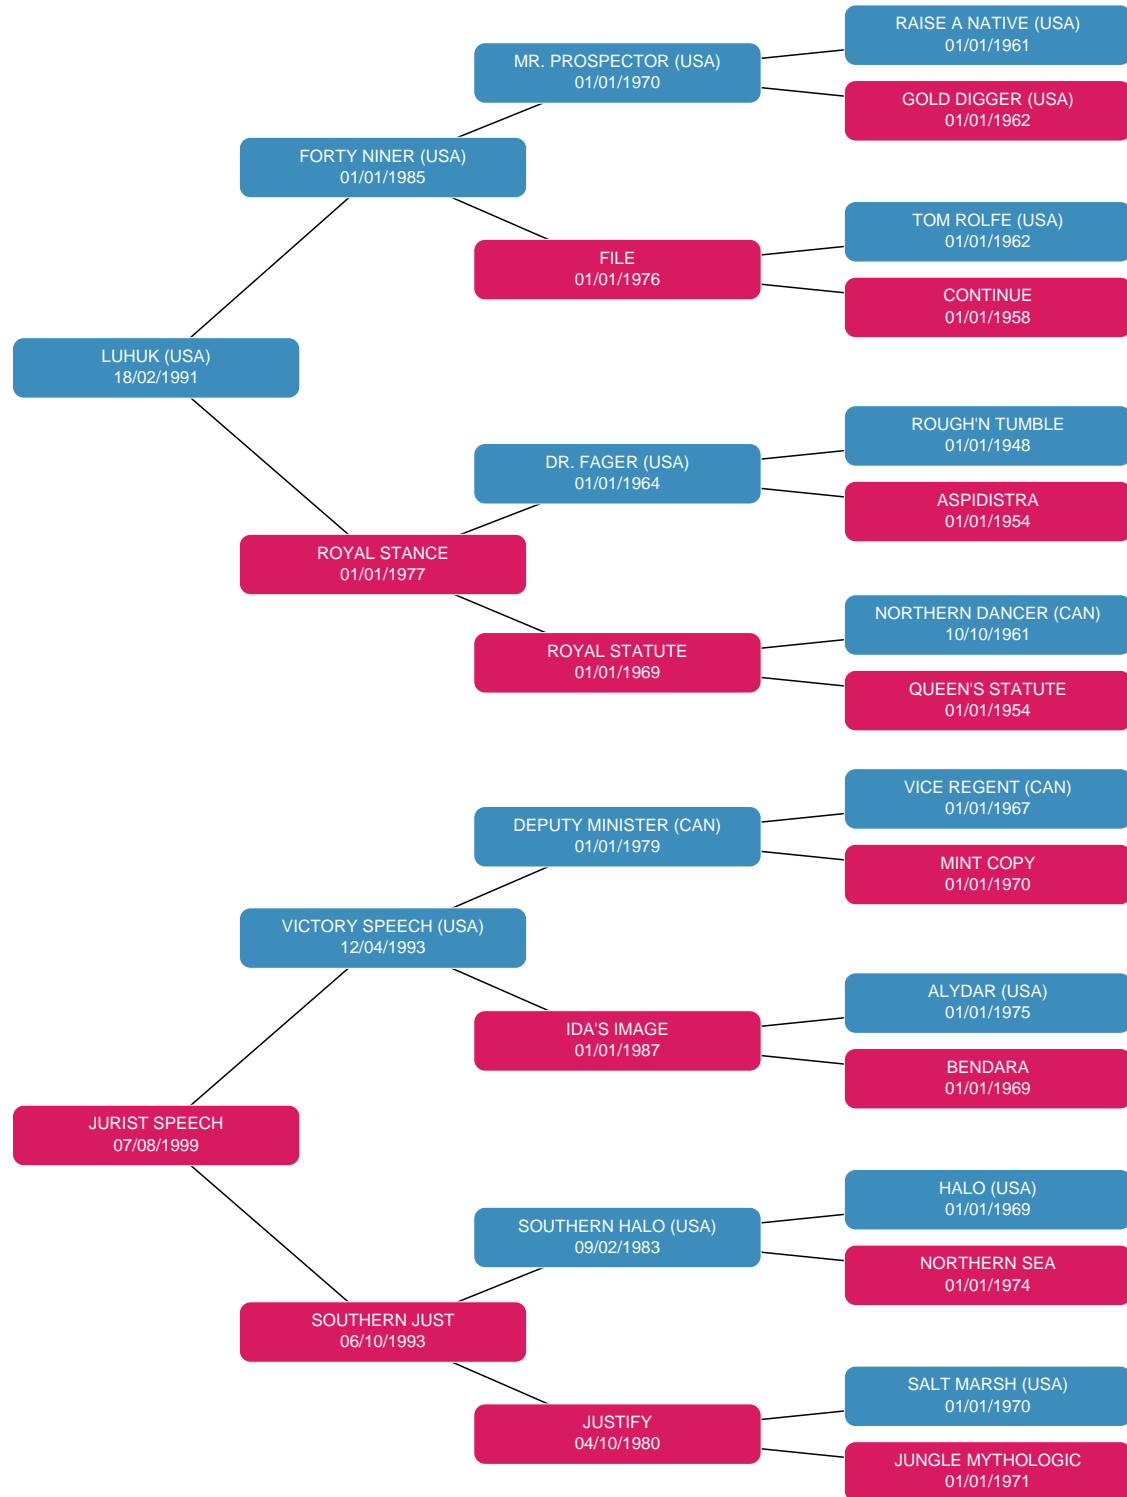 RAISE A NATIVE (USA)
01/01/1961
MR. PROSPECTOR (USA)
01/01/1970
GOLD DIGGER (USA)
01/01/1962
FORTY NINER (USA)
01/01/1985
TOM ROLFE (USA)
01/01/1962
FILE
01/01/1976
CONTINUE
01/01/1958
LUHUK (USA)
18/02/1991
ROUGH'N TUMBLE
01/01/1948
DR. FAGER (USA)
01/01/1964
ASPIDISTRA
01/01/1954
ROYAL STANCE
01/01/1977
NORTHERN DANCER (CAN)
10/10/1961
ROYAL STATUTE
01/01/1969
QUEEN'S STATUTE
01/01/1954
VICE REGENT (CAN)
01/01/1967
DEPUTY MINISTER (CAN)
01/01/1979
MINT COPY
01/01/1970
VICTORY SPEECH (USA)
12/04/1993
ALYDAR (USA)
01/01/1975
IDA'S IMAGE
01/01/1987
BENDARA
01/01/1969
JURIST SPEECH
07/08/1999
HALO (USA)
01/01/1969
SOUTHERN HALO (USA)
09/02/1983
NORTHERN SEA
01/01/1974
SOUTHERN JUST
06/10/1993
SALT MARSH (USA)
01/01/1970
JUSTIFY
04/10/1980
JUNGLE MYTHOLOGIC
01/01/1971